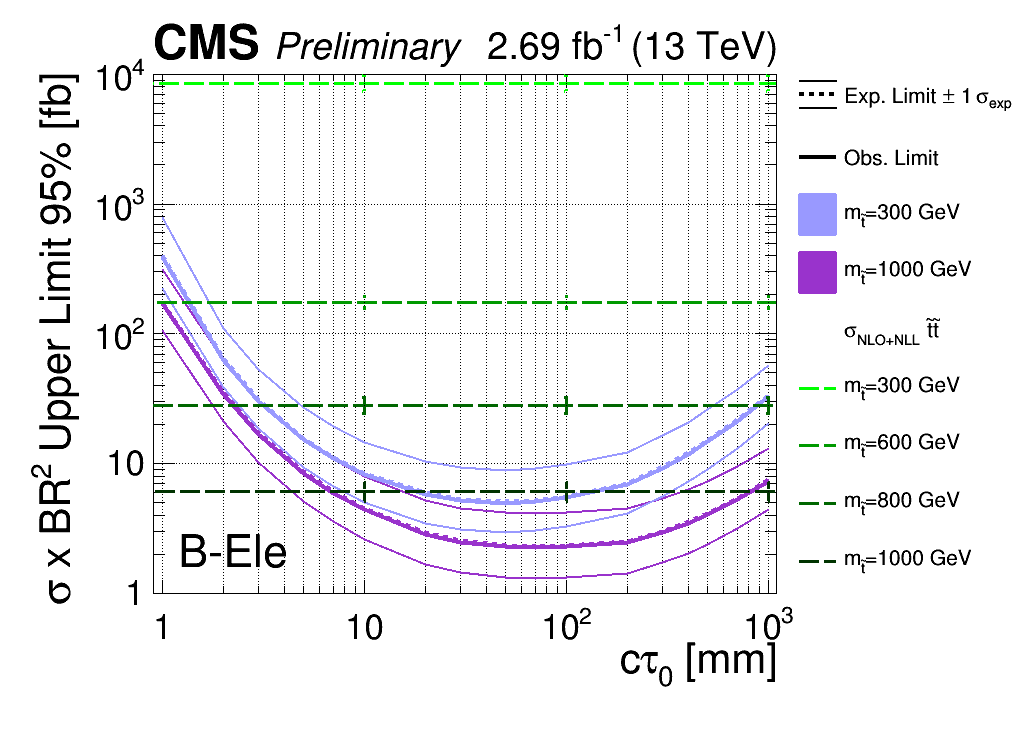 CMS Preliminary 2.69 fb⁻¹ (13 TeV)
σ x BR² Upper Limit 95% [fb]
10⁴
10³
10²
10
1
B-Ele
1 10 10² 10³
cτ₀ [mm]
Exp. Limit ± 1 σexp
Obs. Limit
mt̃=300 GeV
mt̃=1000 GeV
σNLO+NLL t̃t̃
mt̃=300 GeV
mt̃=600 GeV
mt̃=800 GeV
mt̃=1000 GeV